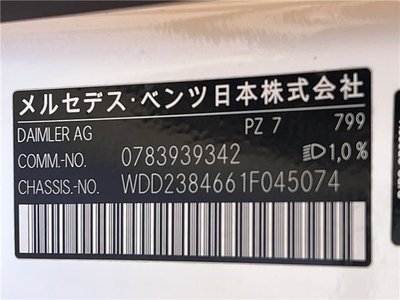 メルセデス・ベンツ日本株式会社
DAIMLER AG PZ 7 799
COMM.-NO. 0783939342 1,0%
CHASSIS.-NO. WDD2384661F045074